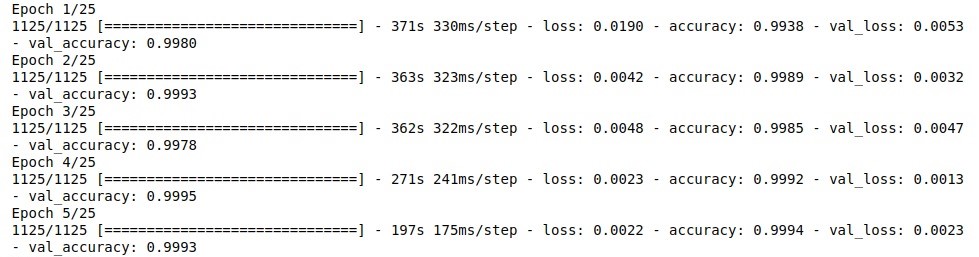 Epoch 1/25
1125/1125 [==============================] - 371s 330ms/step - loss: 0.0190 - accuracy: 0.9938 - val_loss: 0.0053
- val_accuracy: 0.9980
Epoch 2/25
1125/1125 [==============================] - 363s 323ms/step - loss: 0.0042 - accuracy: 0.9989 - val_loss: 0.0032
- val_accuracy: 0.9993
Epoch 3/25
1125/1125 [==============================] - 362s 322ms/step - loss: 0.0048 - accuracy: 0.9985 - val_loss: 0.0047
- val_accuracy: 0.9978
Epoch 4/25
1125/1125 [==============================] - 271s 241ms/step - loss: 0.0023 - accuracy: 0.9992 - val_loss: 0.0013
- val_accuracy: 0.9995
Epoch 5/25
1125/1125 [==============================] - 197s 175ms/step - loss: 0.0022 - accuracy: 0.9994 - val_loss: 0.0023
- val_accuracy: 0.9993